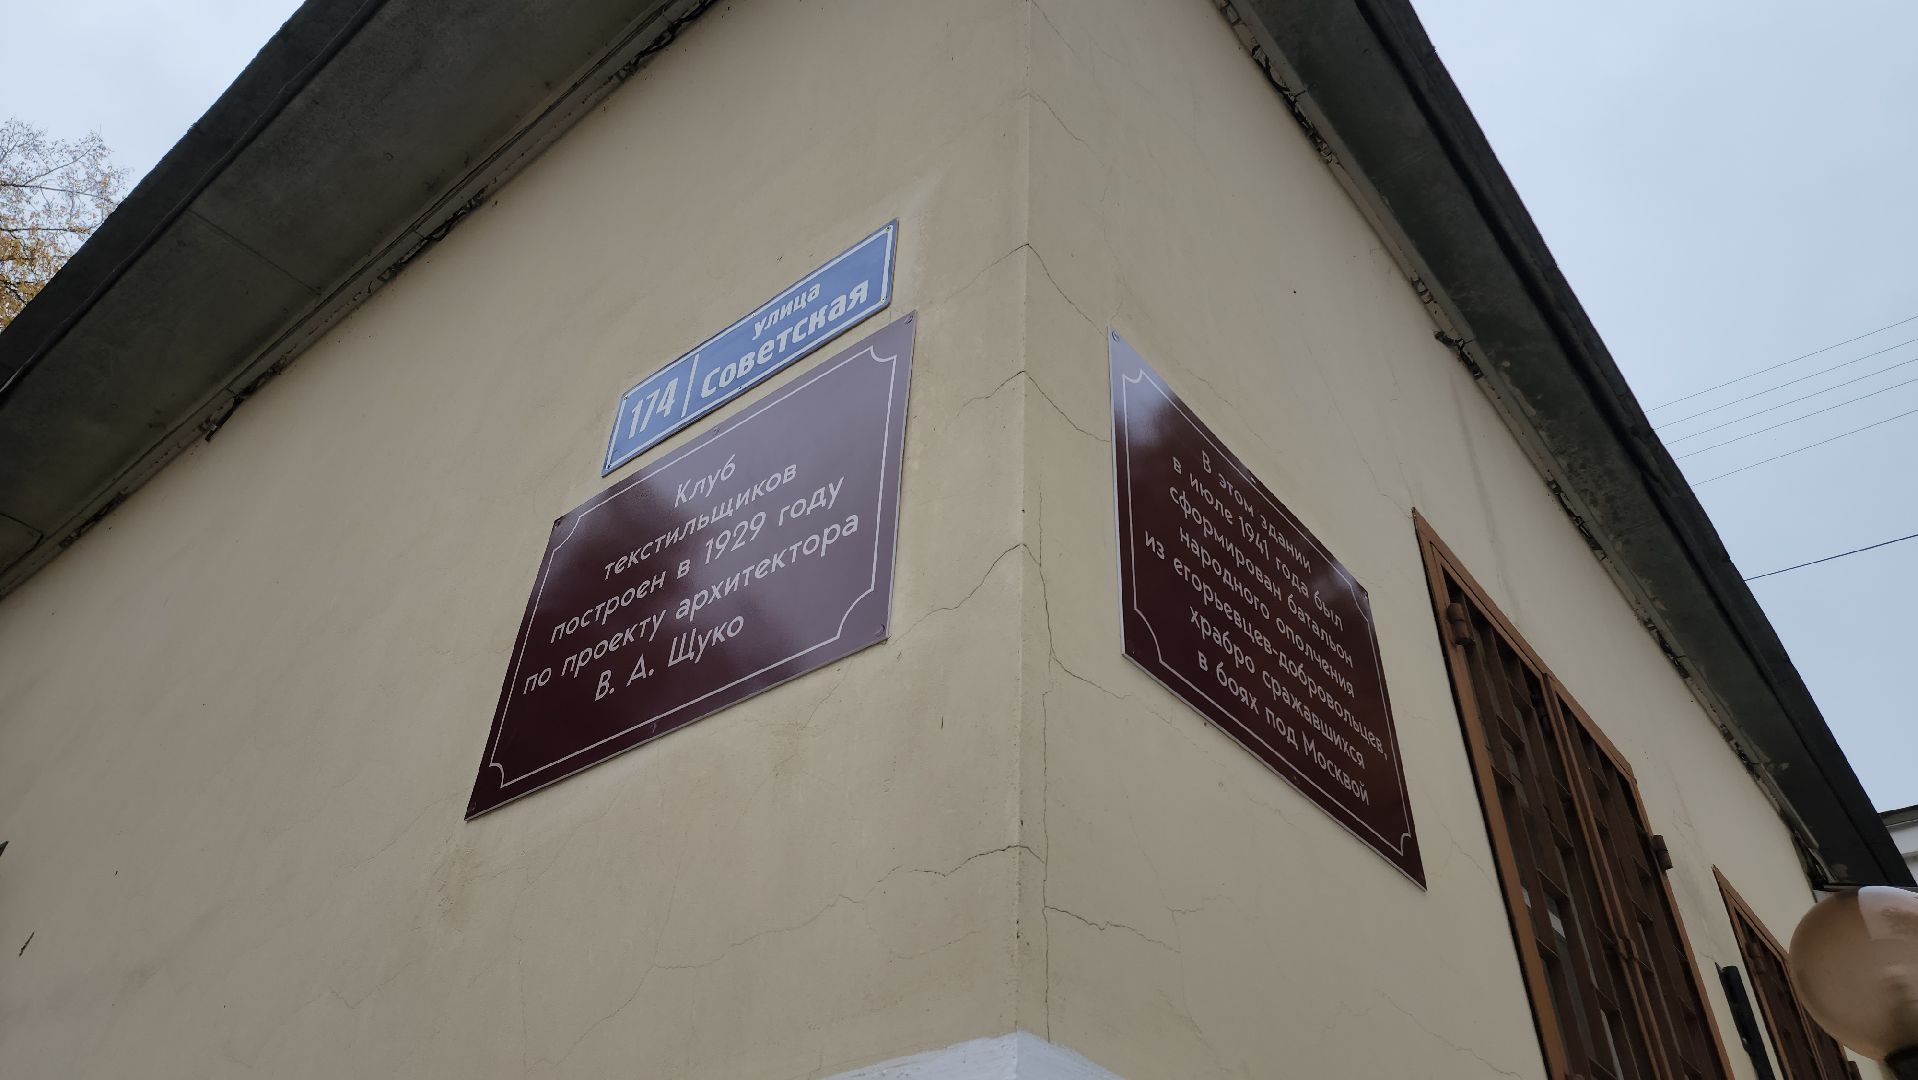 174 улица
Советская
Клуб
текстильщиков
построен в 1929 году
по проекту архитектора
В. А. Щуко
В этом здании
в июле 1941 года был
сформирован батальон
народного ополчения
из егорьевцев-добровольцев,
храбро сражавшихся
в боях под Москвой